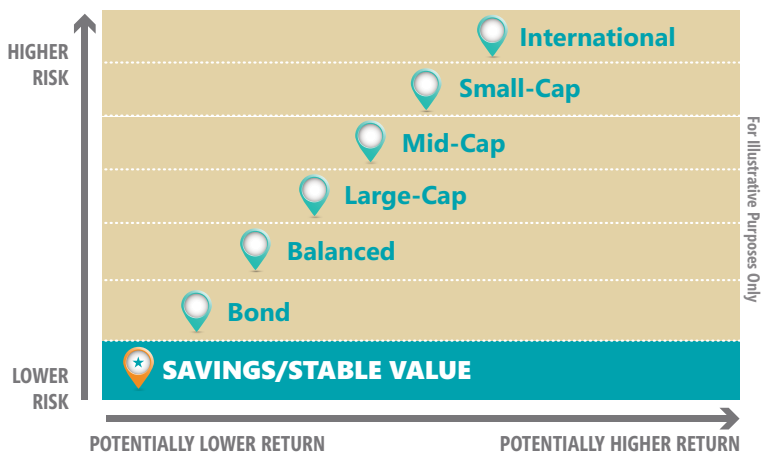 HIGHER
RISK
International
Small-Cap
Mid-Cap
Large-Cap
Balanced
Bond
SAVINGS/STABLE VALUE
LOWER
RISK
POTENTIALLY LOWER RETURN
POTENTIALLY HIGHER RETURN
For Illustrative Purposes Only